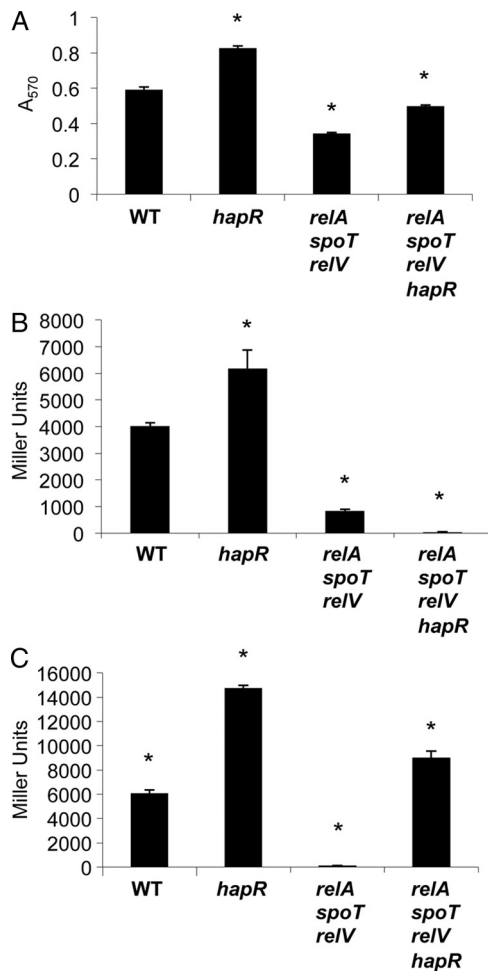 A
A570
1
0.8
0.6
0.4
0.2
0
*
*
*
WT
hapR
relA
spoT
relV
relA
spoT
relV
hapR
B
Miller Units
8000
7000
6000
5000
4000
3000
2000
1000
0
*
*
*
WT
hapR
relA
spoT
relV
relA
spoT
relV
hapR
C
Miller Units
16000
14000
12000
10000
8000
6000
4000
2000
0
*
*
*
*
WT
hapR
relA
spoT
relV
relA
spoT
relV
hapR